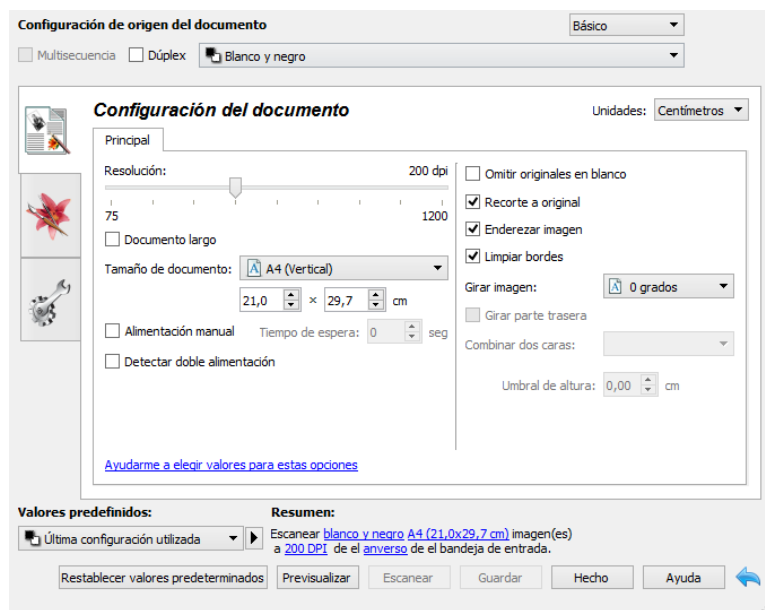 Configuración de origen del documento
Básico
Multisecuencia
Dúplex
Blanco y negro
Configuración del documento
Unidades:
Centímetros
Principal
Resolución:
200 dpi
75
1200
Documento largo
Tamaño de documento:
A4 (Vertical)
21,0 × 29,7 cm
Alimentación manual
Tiempo de espera: 0 seg
Detectar doble alimentación
Ayudarme a elegir valores para estas opciones
Omitir originales en blanco
Recorte a original
Enderezar imagen
Limpiar bordes
Girar imagen:
0 grados
Girar parte trasera
Combinar dos caras:
Umbral de altura: 0,00 cm
Valores predefinidos:
Última configuración utilizada
Resumen:
Escanear blanco y negro A4 (21,0x29,7 cm) imagen(es)
a 200 DPI de el anverso de el bandeja de entrada.
Restablecer valores predeterminados
Previsualizar
Escanear
Guardar
Hecho
Ayuda